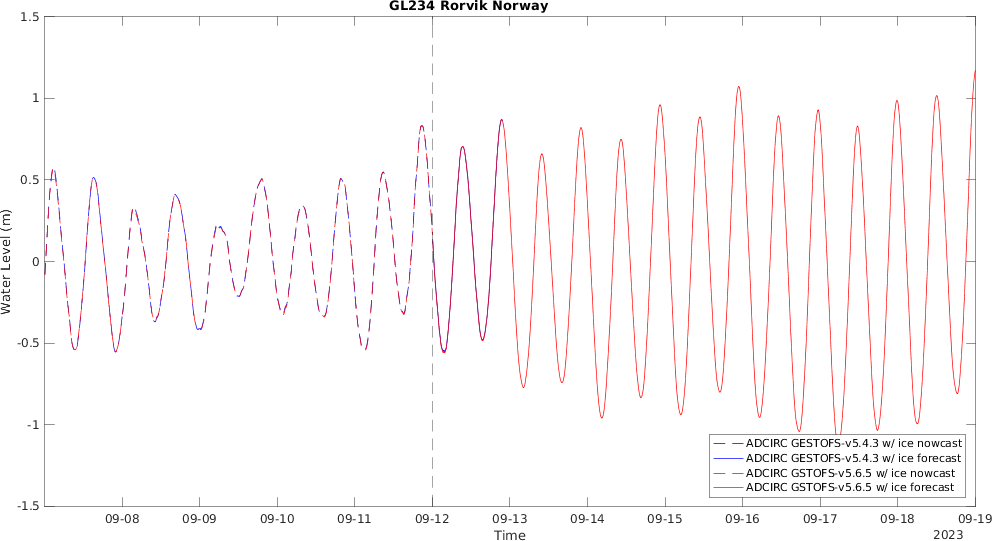 GL234 Rorvik Norway
1.5
1
0.5
0
-0.5
-1
-1.5
Water Level (m)
ADCIRC GESTOFS-v5.4.3 w/ ice nowcast
ADCIRC GESTOFS-v5.4.3 w/ ice forecast
ADCIRC GSTOFS-v5.6.5 w/ ice nowcast
ADCIRC GSTOFS-v5.6.5 w/ ice forecast
09-08 09-09 09-10 09-11 09-12 09-13 09-14 09-15 09-16 09-17 09-18 09-19
Time
2023